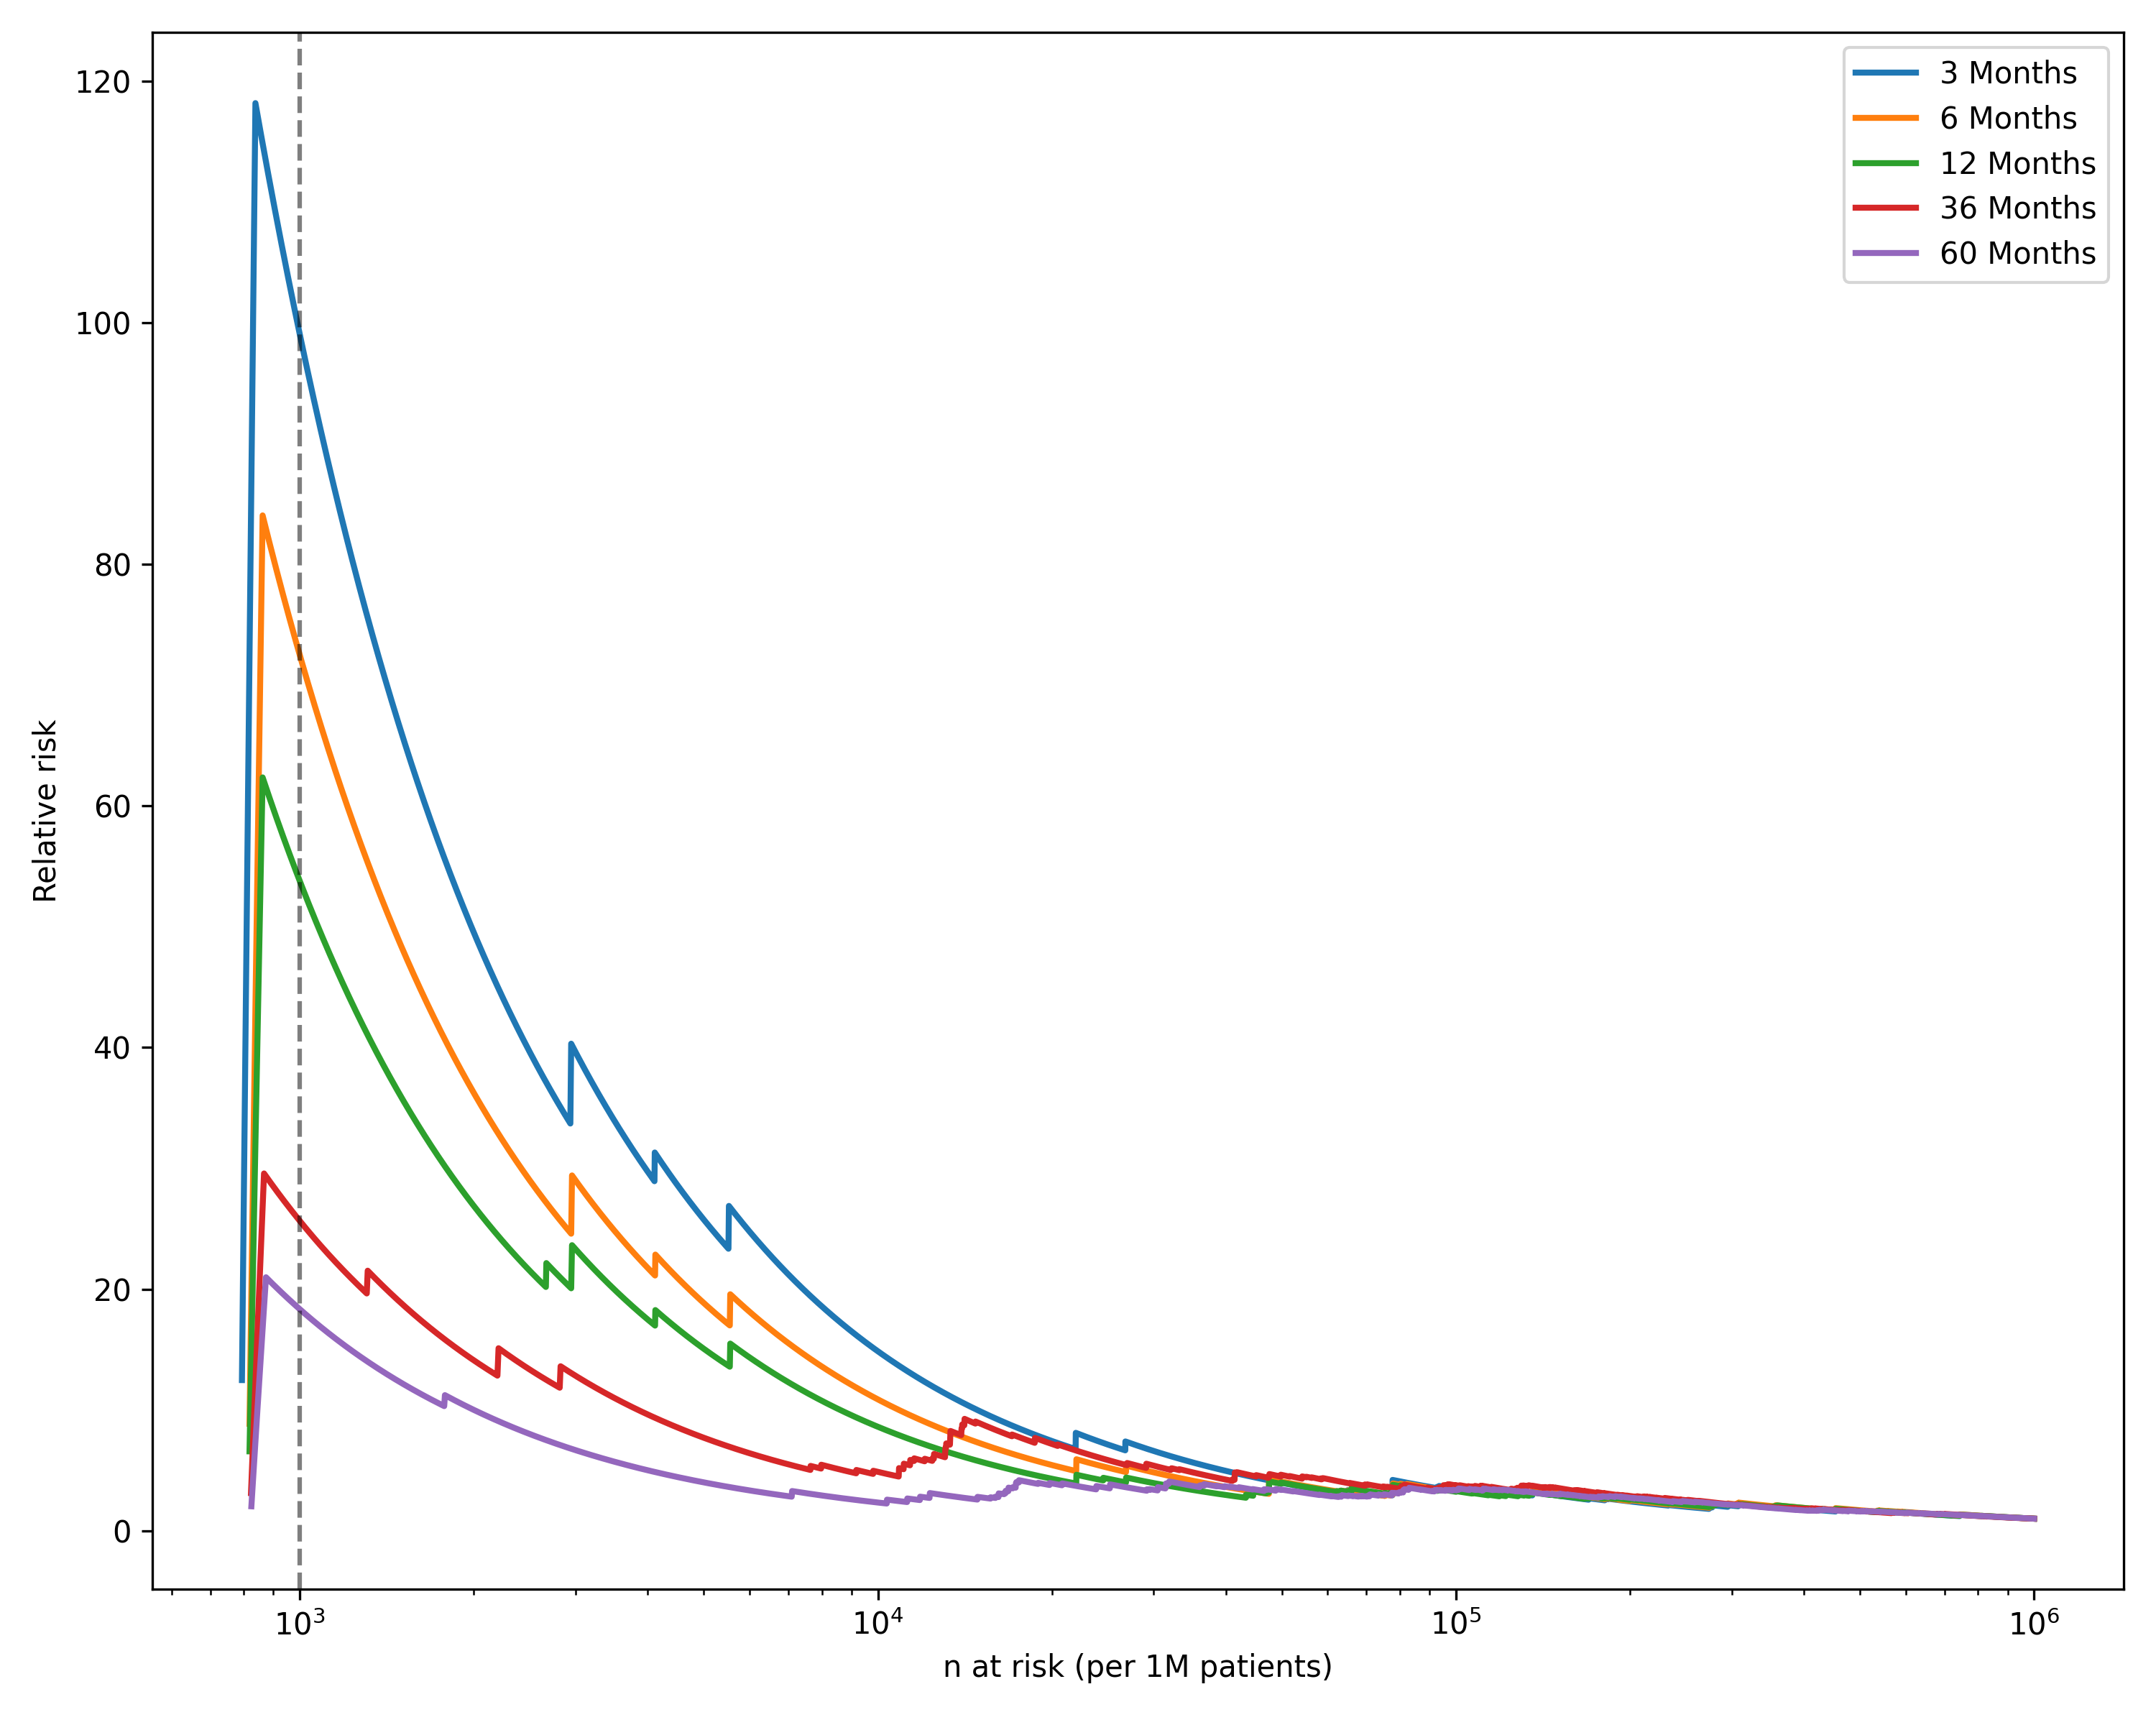 120
100
80
60
40
20
0
Relative risk
3 Months
6 Months
12 Months
36 Months
60 Months
10³
10⁴
10⁵
10⁶
n at risk (per 1M patients)